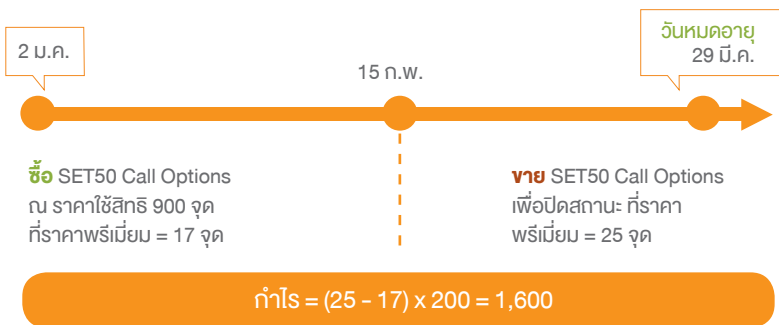 2 ม.ค.
15 ก.พ.
วันหมดอายุ
29 มี.ค.
ซื้อ SET50 Call Options
ณ ราคาใช้สิทธิ 900 จุด
ที่ราคาพรีเมี่ยม = 17 จุด
ขาย SET50 Call Options
เพื่อปิดสถานะ ที่ราคา
พรีเมี่ยม = 25 จุด
กำไร = (25 - 17) x 200 = 1,600